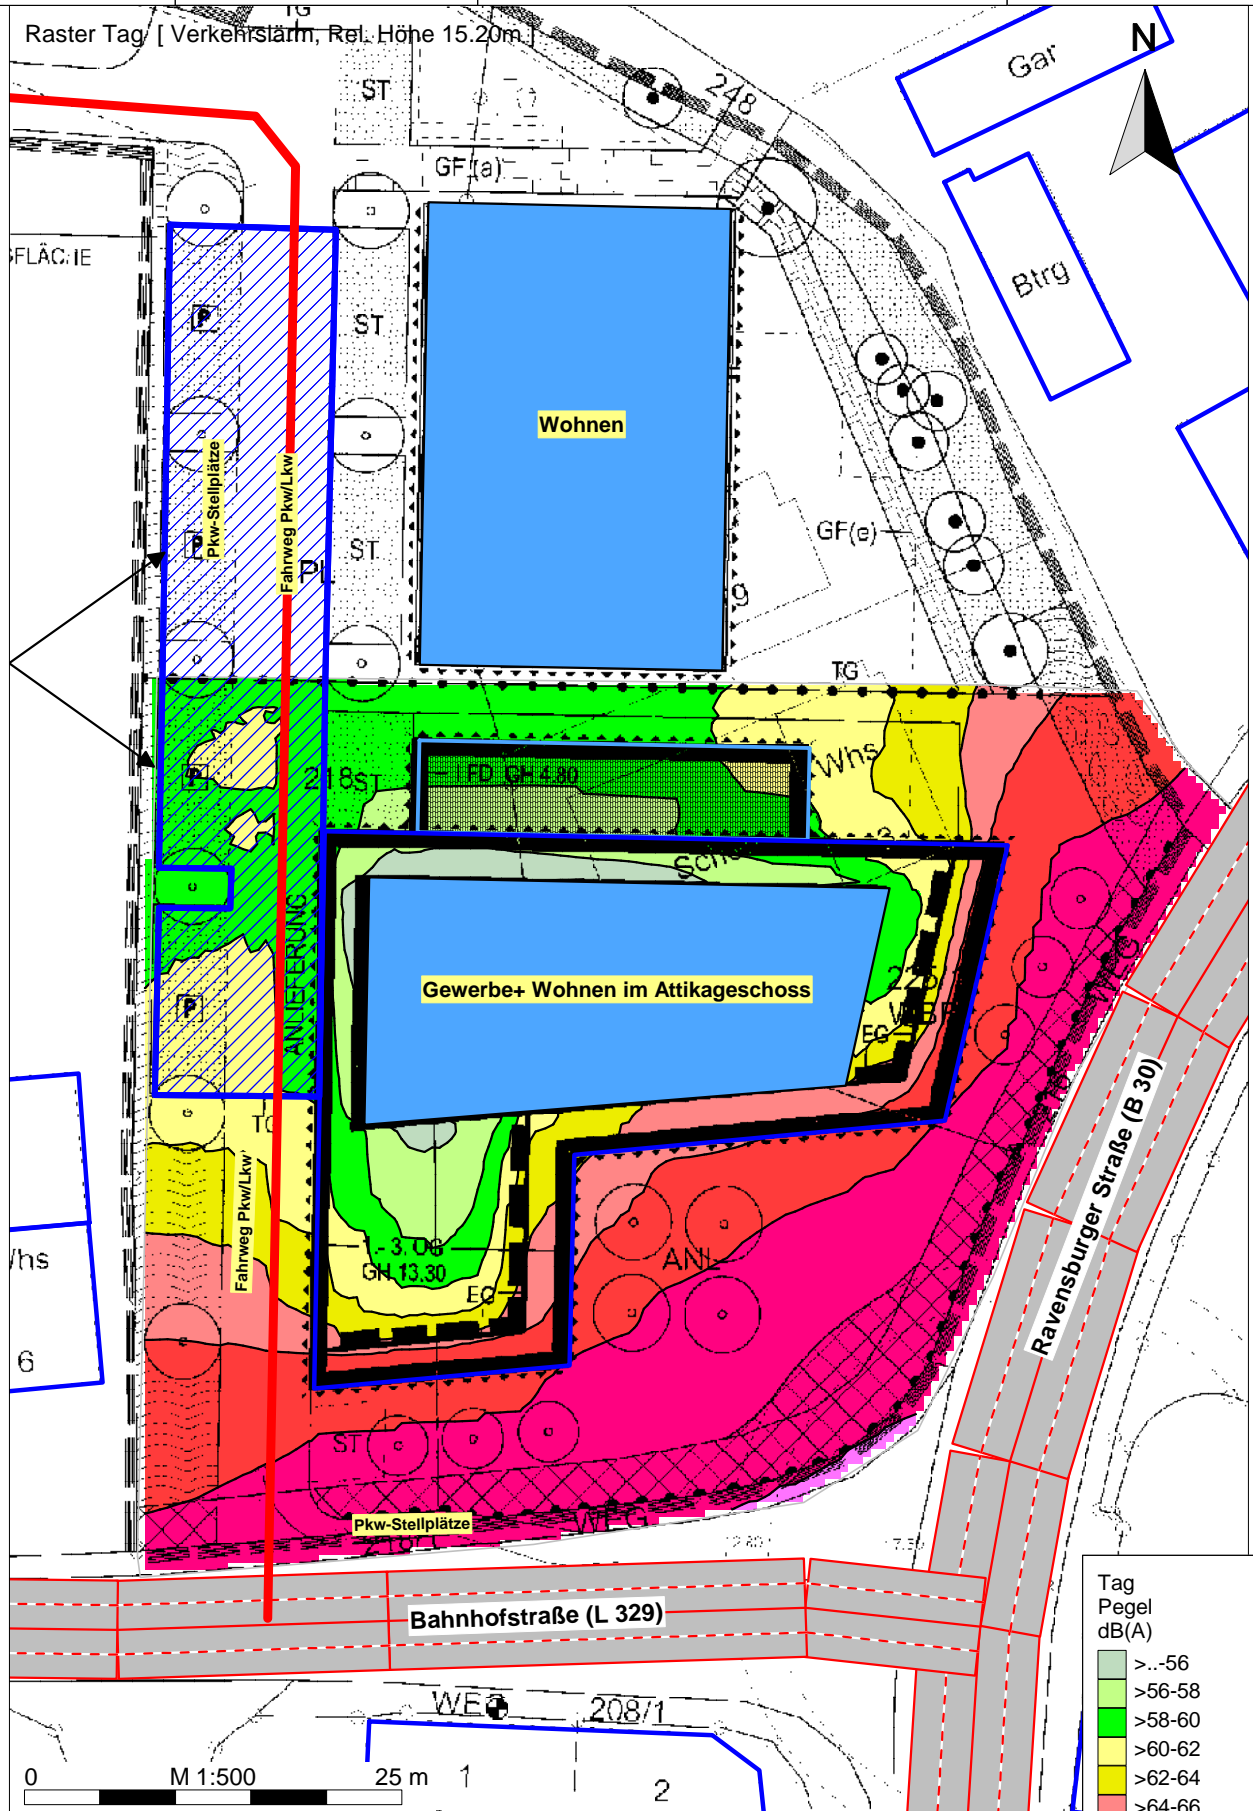 TG
Raster Tag [ Verkehrslärm, Rel. Höhe 15.20m ]
N
Gar
ST
248
GF (a)
Btrg
ST
Wohnen
Pkw-Stellplätze
Fahrweg Pkw/Lkw
P
P
ST
GF(e)
9
TG
Whs
GH 4.80
218
ST
P
ANLIEFERUNG
Gewerbe+ Wohnen im Attikageschoss
P
EG
WEG
Ravensburger Straße (B 30)
Fahrweg Pkw/Lkw
1.- 3. OG
GH 13.30
EG
ANL
6
ST
Pkw-Stellplätze
WEG
Bahnhofstraße (L 329)
Tag
Pegel
dB(A)
>..-56
>56-58
>58-60
>60-62
>62-64
>64-66
208/1
0
M 1:500
25 m
1
2